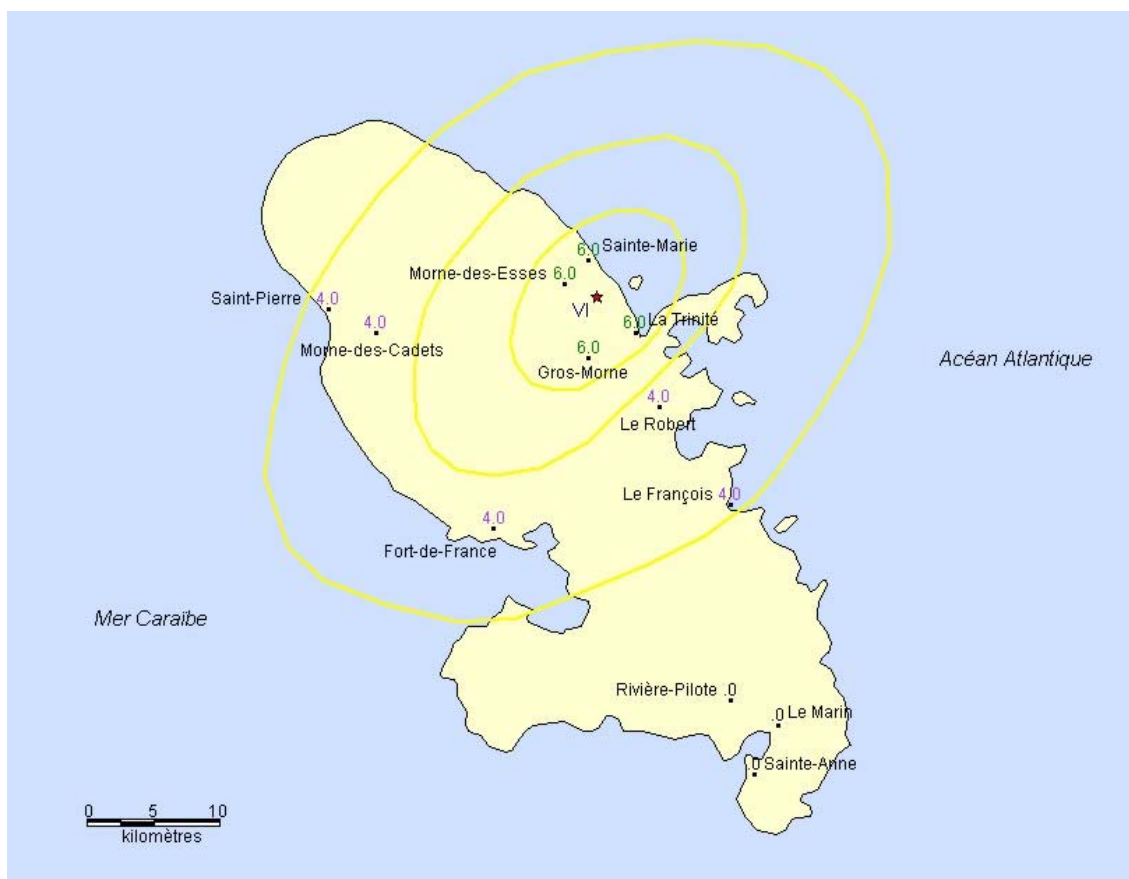 6.0 Sainte-Marie
Morne-des-Esses 6.0
Saint-Pierre 4.0
VI
4.0
6.0 La Trinité
Morne-des-Cadets
6.0
Acéan Atlantique
Gros-Morne
4.0
Le Robert
Le François 4.0
4.0
Fort-de-France
Mer Caraïbe
Rivière-Pilote .0
.0 Le Marin
.0 Sainte-Anne
0 5 10
kilomètres